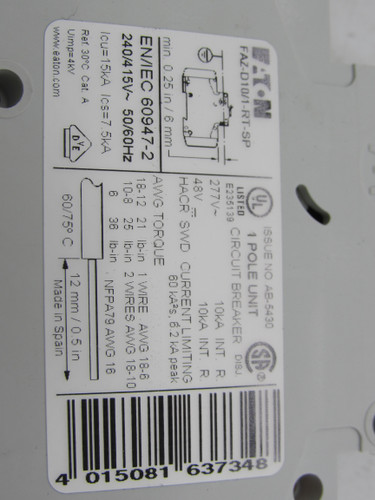 EATON
FAZ-D10/1-RT-SP
min. 0.25 in / 6 mm
EN/IEC 60947-2
240/415V~ 50/60Hz
Icu=15kA Ics=7.5kA
Ref. 30°C Cat. A
Uimp=4kV
www.eaton.com
DVE
UL
LISTED
E235139
ISSUE NO. AB-5430
1 POLE UNIT
CIRCUIT BREAKER DISJ.
SA
277V~ 10kA INT. R.
48V⎓ 10kA INT. R.
HACR SWD CURRENT LIMITING
60 kA²s, 6.2 kA peak
AWG TORQUE
18-12 21 lb-in 1 WIRE AWG 18-6
10-8 25 lb-in 2 WIRES AWG 18-10
6 36 lb-in NFPA79 AWG 16
60/75°C
12 mm / 0.5 in
Made in Spain
4 015081 637348